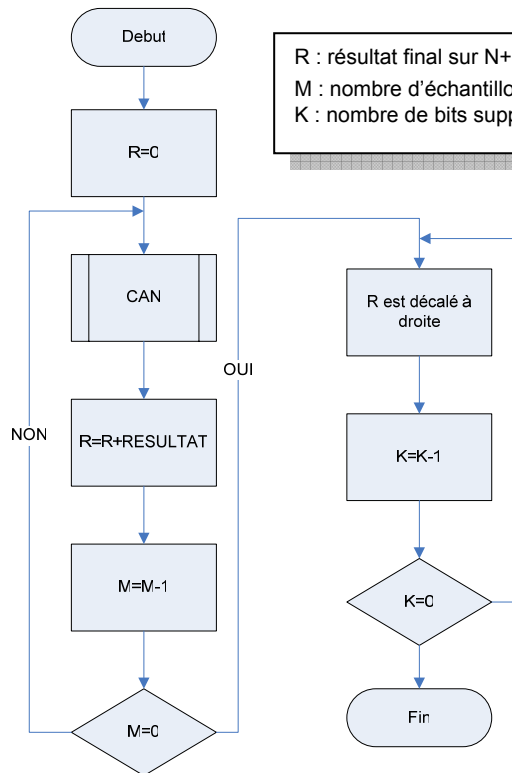 Debut
R : résultat final sur N+
M : nombre d'échantillo
K : nombre de bits supp
R=0
CAN
R est décalé à
droite
OUI
NON
R=R+RESULTAT
K=K-1
M=M-1
K=0
M=0
Fin